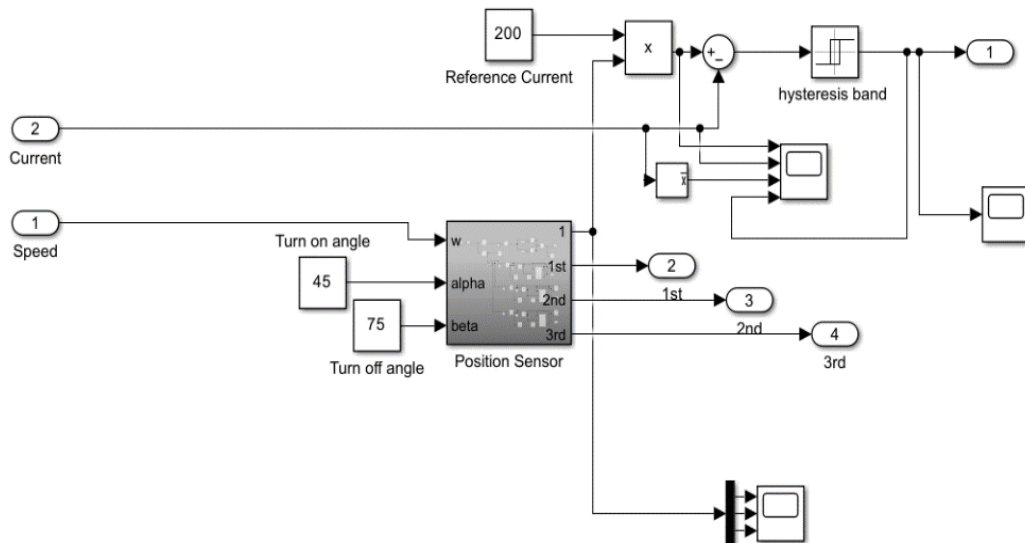 200
x
+
−
Reference Current
hysteresis band
1
2
Current
x
1
Speed
Turn on angle
45
75
Turn off angle
w
alpha
beta
1
1st
2nd
3rd
Position Sensor
2
1st
3
2nd
4
3rd